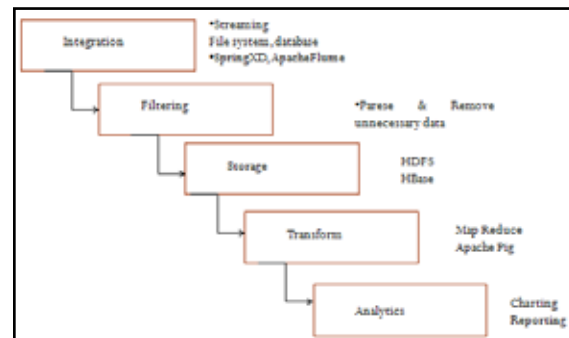 •Streaming
Integration
File system, database
•SpringXD, ApacheFlume
Filtering
•Parese & Remove
unnecessary data
Storage
HDFS
HBase
Transform
Map Reduce
Apache Pig
Analytics
Charting
Reporting